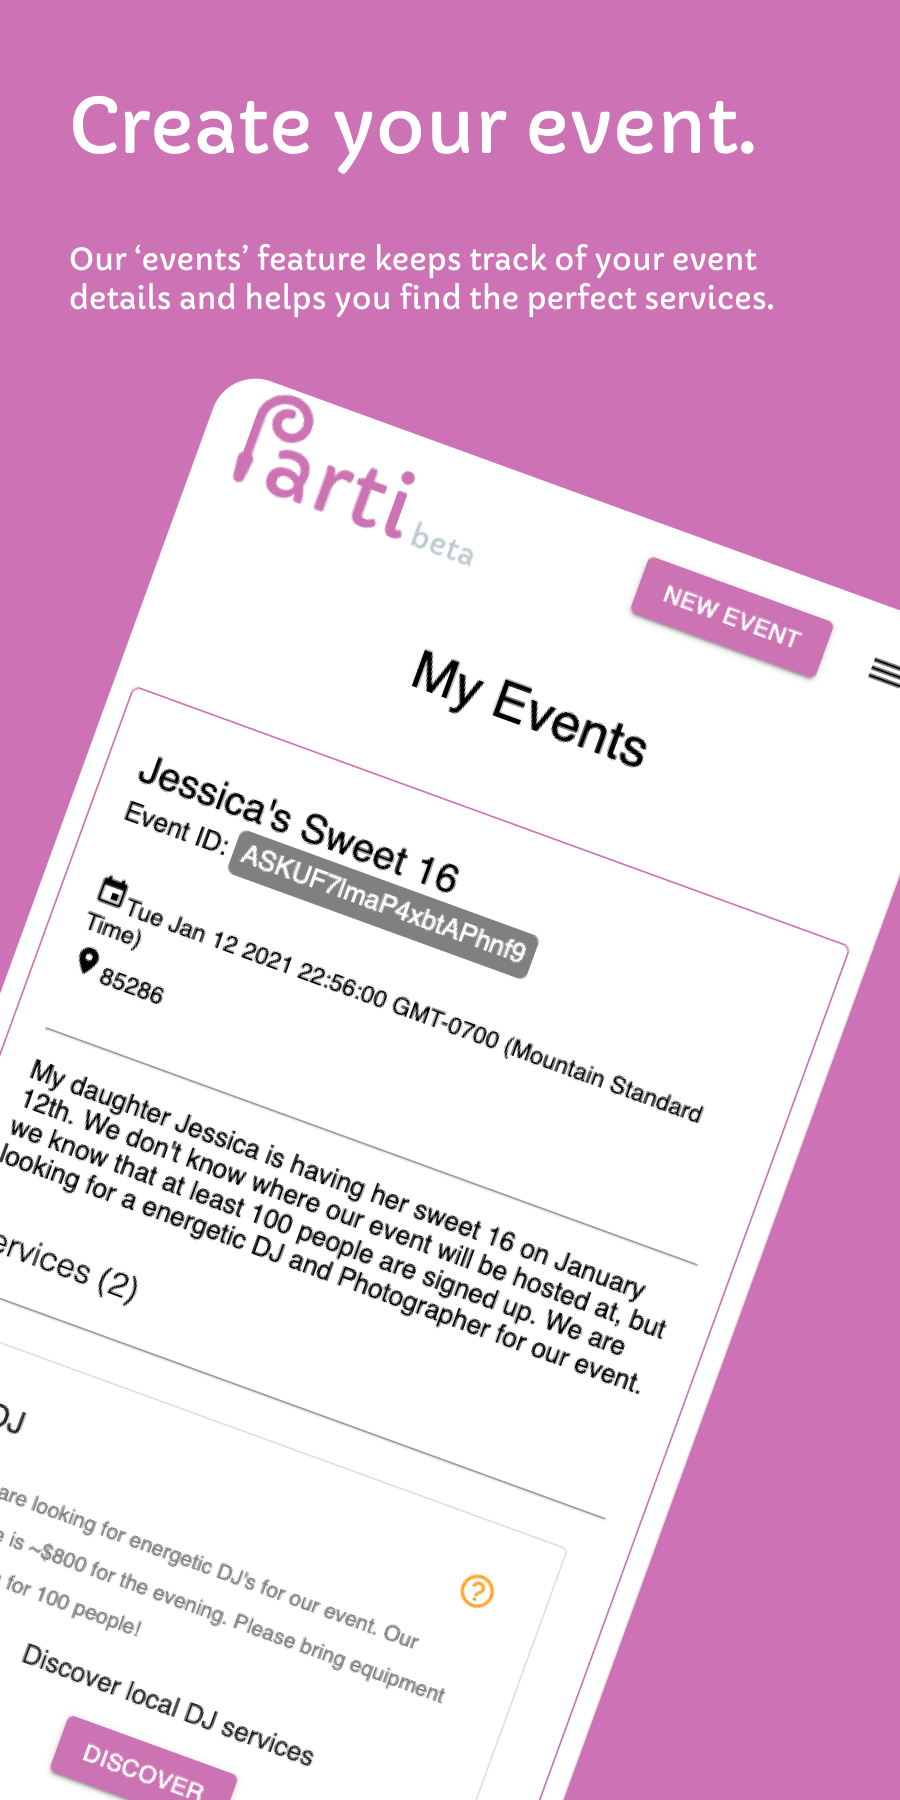 Create your event.
Our ‘events’ feature keeps track of your event
details and helps you find the perfect services.
Parti beta
NEW EVENT
My Events
Jessica's Sweet 16
Event ID: ASKUF7lmaP4xbtAPhnf9
Tue Jan 12 2021 22:56:00 GMT-0700 (Mountain Standard
Time)
85286
My daughter Jessica is having her sweet 16 on January
12th. We don't know where our event will be hosted at, but
we know that at least 100 people are signed up. We are
looking for a energetic DJ and Photographer for our event.
ervices (2)
DJ
are looking for energetic DJ's for our event. Our
e is ~$800 for the evening. Please bring equipment
for 100 people!
Discover local DJ services
DISCOVER